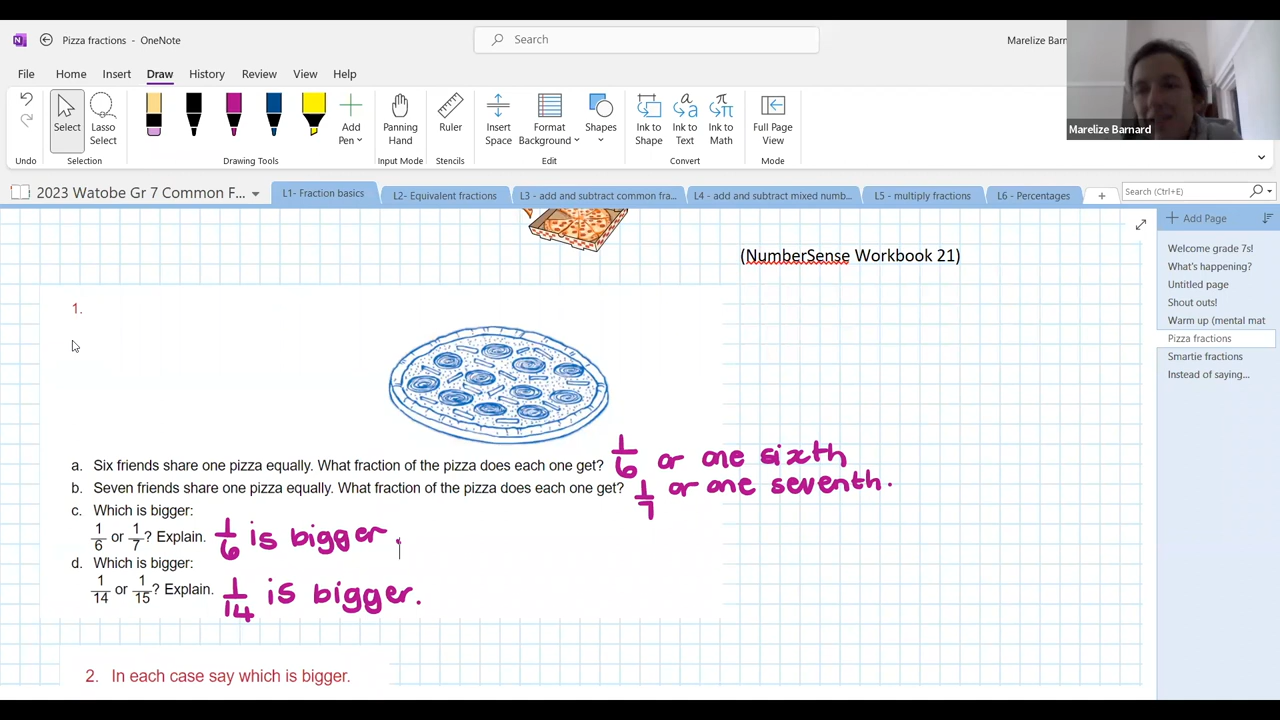 Pizza fractions - OneNote
Search
Marelize Barn
File Home Insert Draw History Review View Help
Undo
Select
Lasso Select
Add Pen
Panning Hand
Ruler
Insert Space
Format Background
Shapes
Ink to Shape
Ink to Text
Ink to Math
Full Page View
Marelize Barnard
Undo Selection Drawing Tools Input Mode Stencils Edit Convert Mode
2023 Watobe Gr 7 Common F...
L1- Fraction basics
L2- Equivalent fractions
L3 - add and subtract common fra...
L4 - add and subtract mixed numb...
L5 - multiply fractions
L6 - Percentages
Search (Ctrl+E)
Add Page
Welcome grade 7s!
What's happening?
Untitled page
Shout outs!
Warm up (mental mat
Pizza fractions
Smartie fractions
Instead of saying...
(NumberSense Workbook 21)
1.
a. Six friends share one pizza equally. What fraction of the pizza does each one get? 1/6 or one sixth
b. Seven friends share one pizza equally. What fraction of the pizza does each one get? 1/7 or one seventh.
c. Which is bigger:
1/6 or 1/7? Explain. 1/6 is bigger.
d. Which is bigger:
1/14 or 1/15? Explain. 1/14 is bigger.
2. In each case say which is bigger.